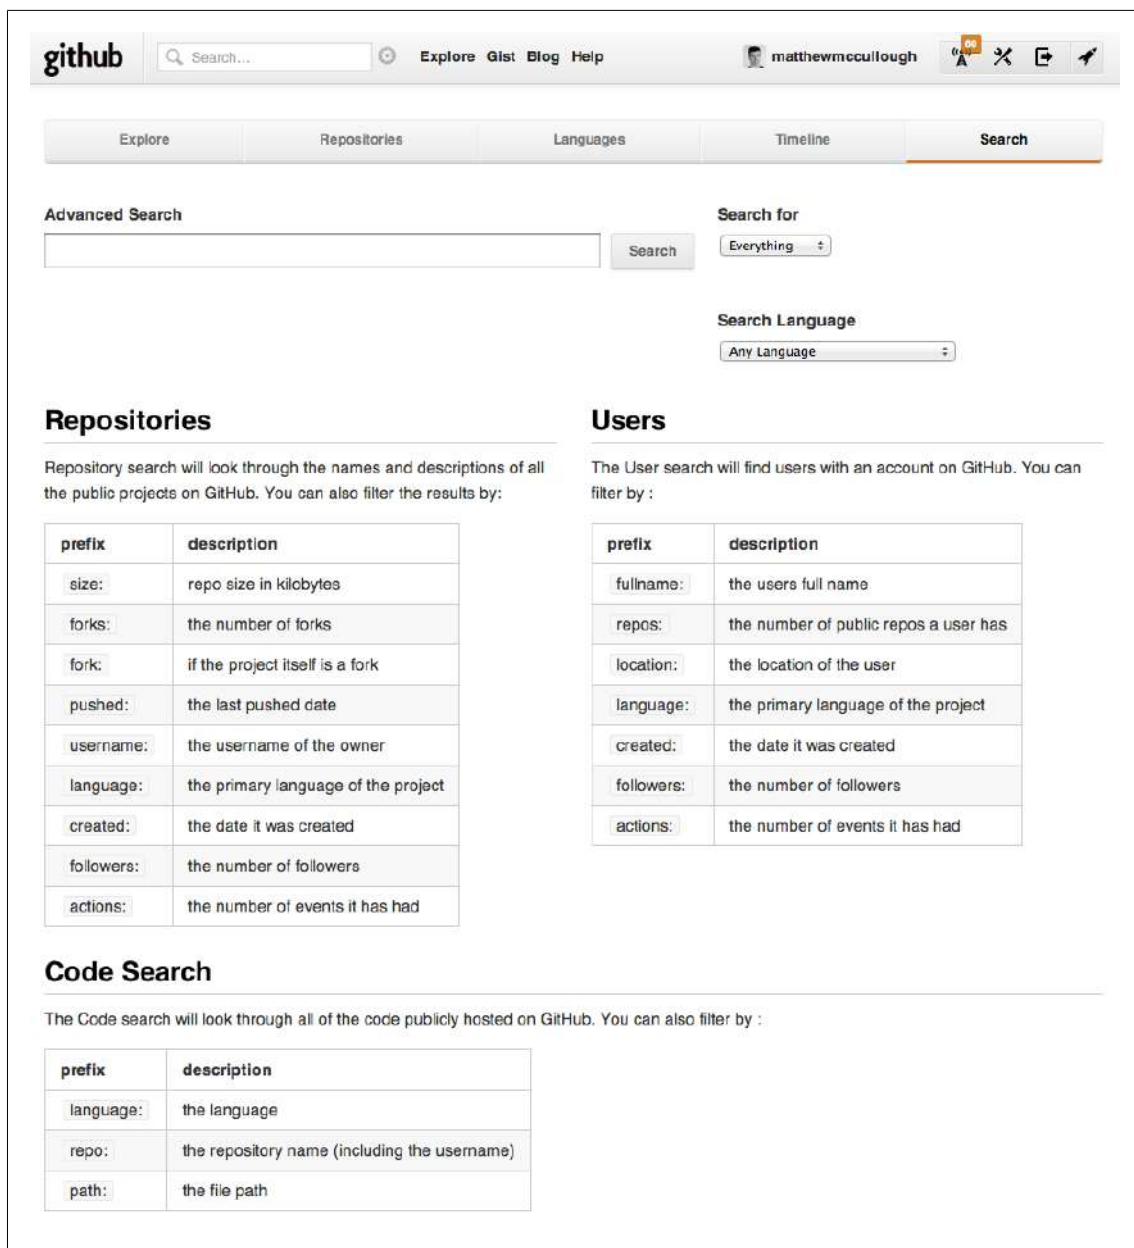 github Search... Explore Gist Blog Help matthewmccullough 60
Explore Repositories Languages Timeline Search
Advanced Search
Search
Search for
Everything
Search Language
Any Language
Repositories
Repository search will look through the names and descriptions of all
the public projects on GitHub. You can also filter the results by:
prefix description
size: repo size in kilobytes
forks: the number of forks
fork: if the project itself is a fork
pushed: the last pushed date
username: the username of the owner
language: the primary language of the project
created: the date it was created
followers: the number of followers
actions: the number of events it has had
Users
The User search will find users with an account on GitHub. You can
filter by :
prefix description
fullname: the users full name
repos: the number of public repos a user has
location: the location of the user
language: the primary language of the project
created: the date it was created
followers: the number of followers
actions: the number of events it has had
Code Search
The Code search will look through all of the code publicly hosted on GitHub. You can also filter by :
prefix description
language: the language
repo: the repository name (including the username)
path: the file path